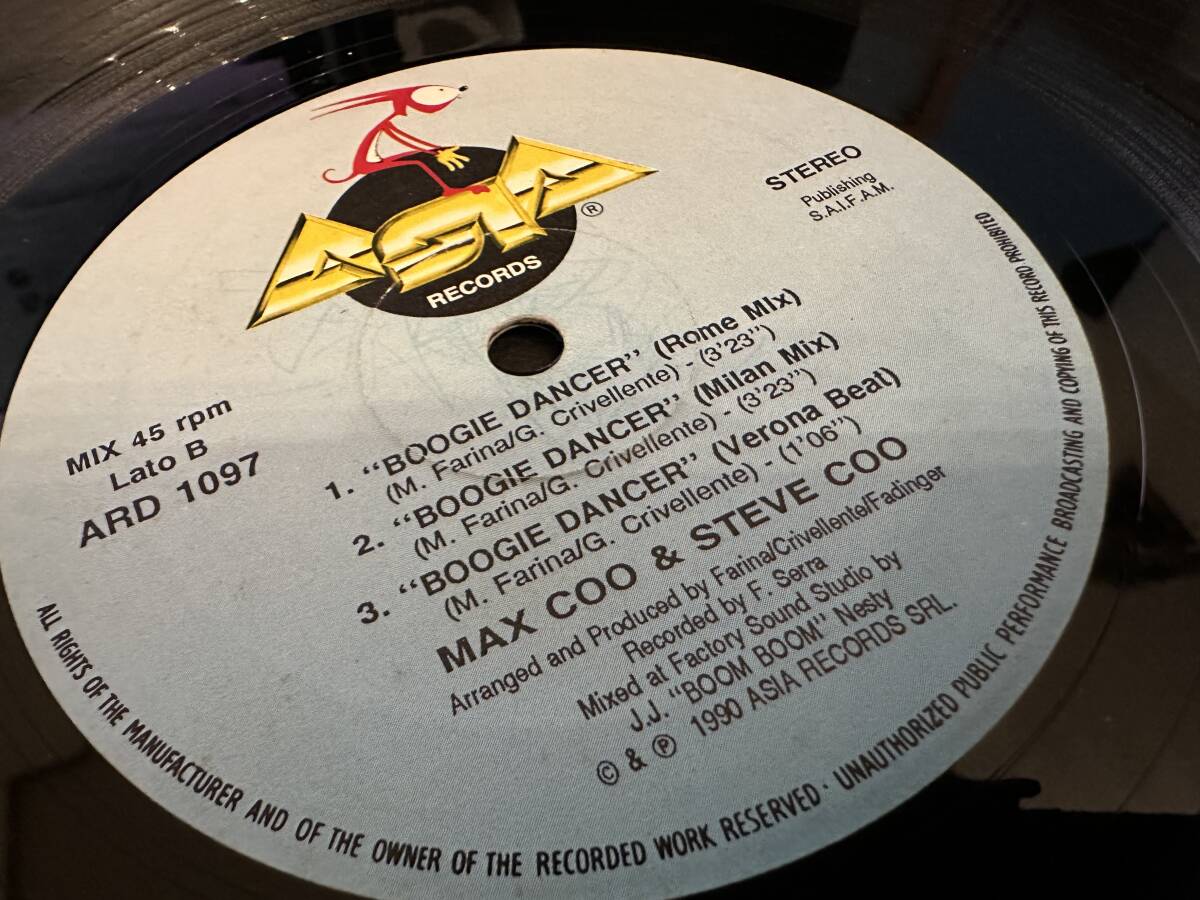 ASIA
RECORDS
®
STEREO
Publishing
S.A.I.F.A.M.
MIX 45 rpm
Lato B
ARD 1097
1. "BOOGIE DANCER" (Rome MIx)
(M. Farina/G. Crivellente) - (3'23")
2. "BOOGIE DANCER" (Milan Mix)
(M. Farina/G. Crivellente) - (3'23")
3. "BOOGIE DANCER" (Verona Beat)
(M. Farina/G. Crivellente) - (1'06")
MAX COO & STEVE COO
Arranged and Produced by Farina/Crivellente/Fadinger
Recorded by F. Serra
Mixed at Factory Sound Studio by
J.J. "BOOM BOOM" Nesty
© & ℗ 1990 ASIA RECORDS SRL.
ALL RIGHTS OF THE MANUFACTURER AND OF THE OWNER OF THE RECORDED WORK RESERVED · UNAUTHORIZED PUBLIC PERFORMANCE BROADCASTING AND COPYING OF THIS RECORD PROHIBITED